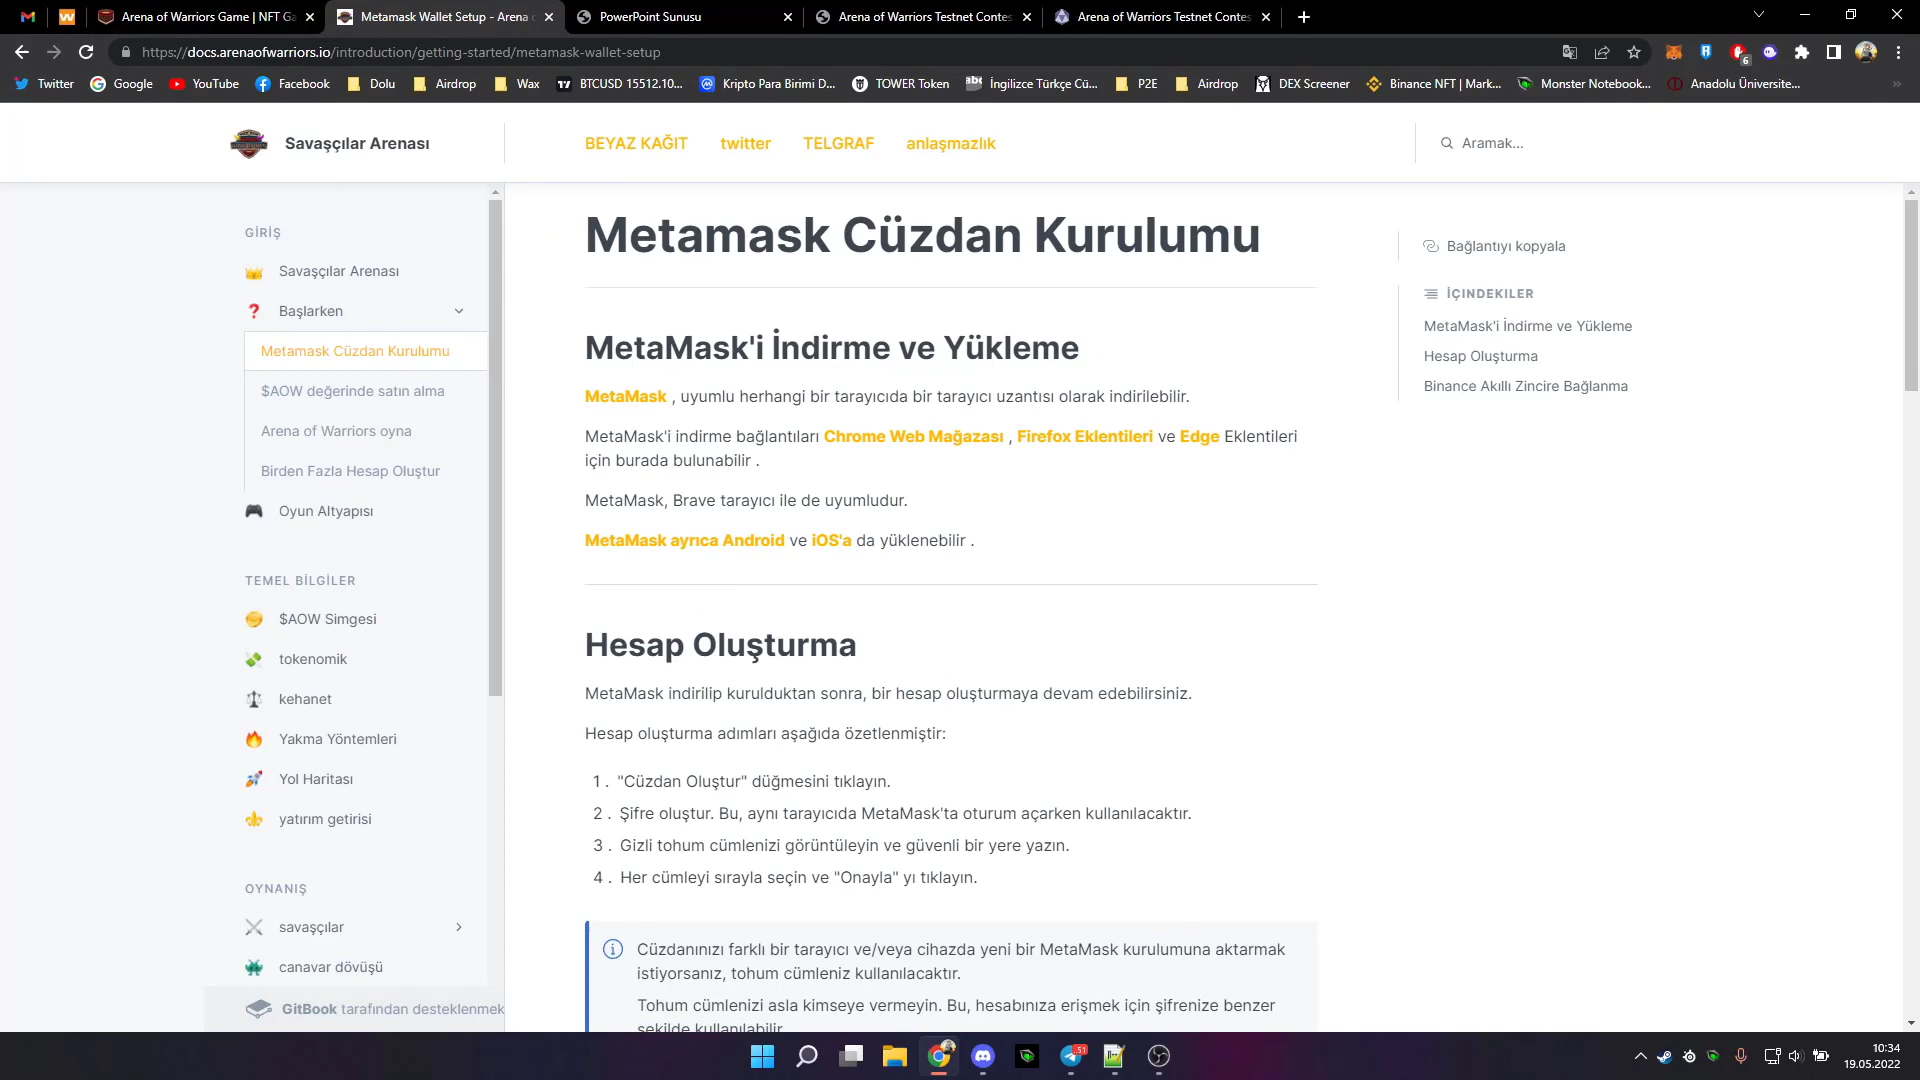 Arena of Warriors Game | NFT Ga
Metamask Wallet Setup - Arena o
PowerPoint Sunusu
Arena of Warriors Testnet Contes
Arena of Warriors Testnet Contes
https://docs.arenaofwarriors.io/introduction/getting-started/metamask-wallet-setup
6
Twitter
Google
YouTube
Facebook
Dolu
Airdrop
Wax
BTCUSD 15512.10...
Kripto Para Birimi D...
TOWER Token
İngilizce Türkçe Cü...
P2E
Airdrop
DEX Screener
Binance NFT | Mark...
Monster Notebook...
Anadolu Üniversite...
Savaşçılar Arenası
BEYAZ KAĞIT
twitter
TELGRAF
anlaşmazlık
Aramak...
GİRİŞ
Savaşçılar Arenası
Başlarken
Metamask Cüzdan Kurulumu
$AOW değerinde satın alma
Arena of Warriors oyna
Birden Fazla Hesap Oluştur
Oyun Altyapısı
TEMEL BİLGİLER
$AOW Simgesi
tokenomik
kehanet
Yakma Yöntemleri
Yol Haritası
yatırım getirisi
OYNANIŞ
savaşçılar
canavar dövüşü
GitBook tarafından desteklenmek
Metamask Cüzdan Kurulumu
MetaMask'i İndirme ve Yükleme
MetaMask , uyumlu herhangi bir tarayıcıda bir tarayıcı uzantısı olarak indirilebilir.
MetaMask'i indirme bağlantıları Chrome Web Mağazası , Firefox Eklentileri ve Edge Eklentileri
için burada bulunabilir .
MetaMask, Brave tarayıcı ile de uyumludur.
MetaMask ayrıca Android ve iOS'a da yüklenebilir .
Hesap Oluşturma
MetaMask indirilip kurulduktan sonra, bir hesap oluşturmaya devam edebilirsiniz.
Hesap oluşturma adımları aşağıda özetlenmiştir:
1 . "Cüzdan Oluştur" düğmesini tıklayın.
2 . Şifre oluştur. Bu, aynı tarayıcıda MetaMask'ta oturum açarken kullanılacaktır.
3 . Gizli tohum cümlenizi görüntüleyin ve güvenli bir yere yazın.
4 . Her cümleyi sırayla seçin ve "Onayla" yı tıklayın.
Cüzdanınızı farklı bir tarayıcı ve/veya cihazda yeni bir MetaMask kurulumuna aktarmak
istiyorsanız, tohum cümleniz kullanılacaktır.
Tohum cümlenizi asla kimseye vermeyin. Bu, hesabınıza erişmek için şifrenize benzer
şekilde kullanılabilir
Bağlantıyı kopyala
İÇINDEKILER
MetaMask'i İndirme ve Yükleme
Hesap Oluşturma
Binance Akıllı Zincire Bağlanma
51
10:34
19.05.2022